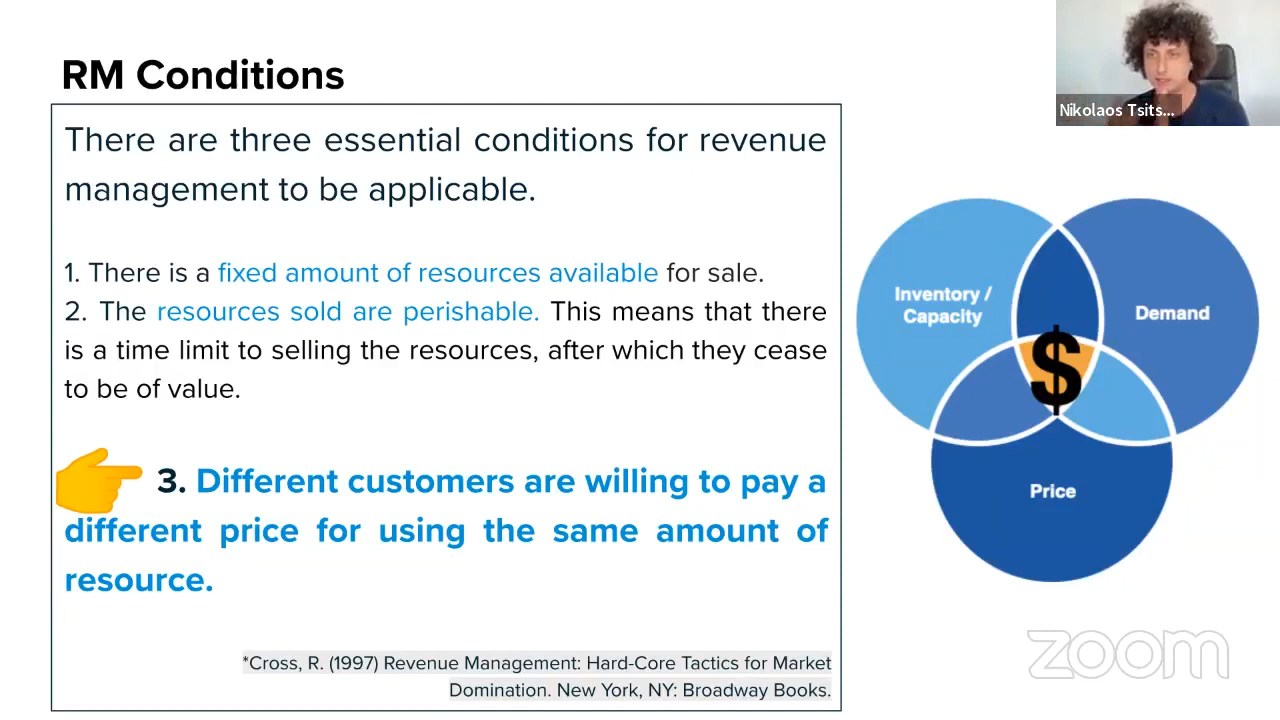 RM Conditions
There are three essential conditions for revenue
management to be applicable.
1. There is a fixed amount of resources available for sale.
2. The resources sold are perishable. This means that there
is a time limit to selling the resources, after which they cease
to be of value.
3. Different customers are willing to pay a
different price for using the same amount of
resource.
*Cross, R. (1997) Revenue Management: Hard-Core Tactics for Market
Domination. New York, NY: Broadway Books.
Nikolaos Tsits...
Inventory /
Capacity
Demand
$
Price
zoom